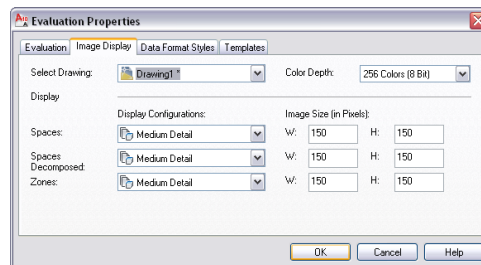 Evaluation Properties
Evaluation Image Display Data Format Styles Templates
Select Drawing: Drawing1 * Color Depth: 256 Colors (8 Bit)
Display
Display Configurations: Image Size (in Pixels):
Spaces: Medium Detail W: 150 H: 150
Spaces Decomposed: Medium Detail W: 150 H: 150
Zones: Medium Detail W: 150 H: 150
OK Cancel Help